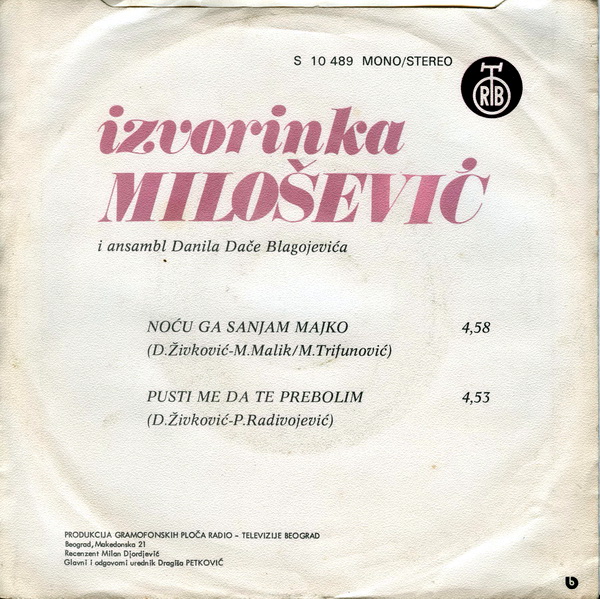 S 10 489 MONO/STEREO
RTB
izvorinka
MILOŠEVIĆ
i ansambl Danila Dače Blagojevića
NOĆU GA SANJAM MAJKO 4,58
(D.Živković-M.Malik/M.Trifunović)
PUSTI ME DA TE PREBOLIM 4,53
(D.Živković-P.Radivojević)
PRODUKCIJA GRAMOFONSKIH PLOČA RADIO - TELEVIZIJE BEOGRAD
Beograd, Makedonska 21
Recenzent Milan Djordjević
Glavni i odgovorni urednik Dragiša PETKOVIĆ
b